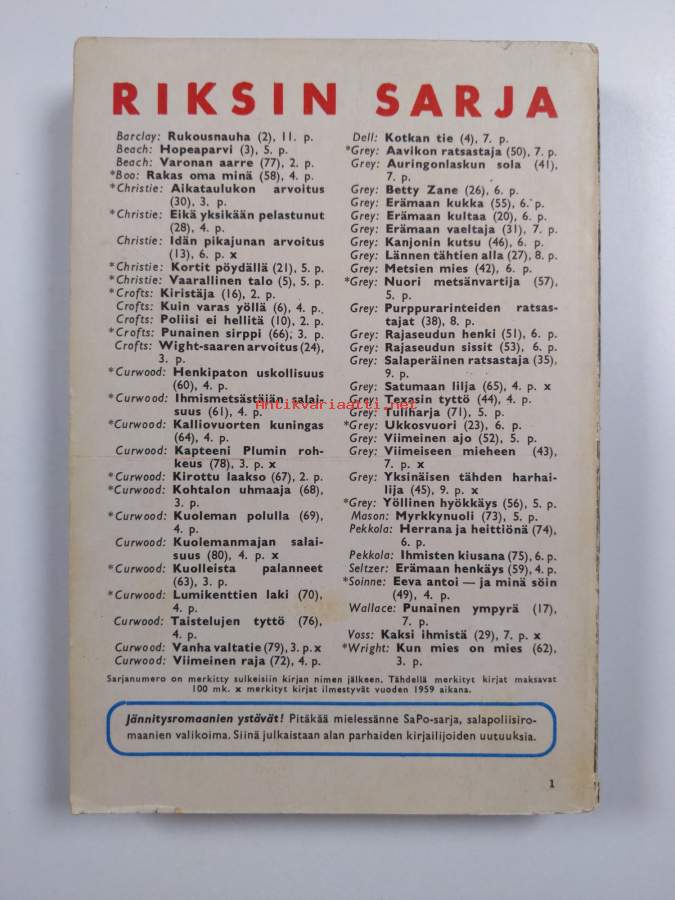 RIKSIN SARJA
Barclay: Rukousnauha (2), 11. p.
Beach: Hopeaparvi (3), 5. p.
Beach: Varonan aarre (77), 2. p.
*Boo: Rakas oma minä (58), 4. p.
*Christie: Aikataulukon arvoitus
(30), 3. p.
*Christie: Eikä yksikään pelastunut
(28), 4. p.
Christie: Idän pikajunan arvoitus
(13), 6. p. x
*Christie: Kortit pöydällä (21), 5. p.
*Christie: Vaarallinen talo (5), 5. p.
*Crofts: Kiristäjä (16), 2. p.
Crofts: Kuin varas yöllä (6), 4. p.
Crofts: Poliisi ei hellitä (10), 2. p.
*Crofts: Punainen sirppi (66), 3. p.
Crofts: Wight-saaren arvoitus (24),
3. p.
*Curwood: Henkipaton uskollisuus
(60), 4. p.
*Curwood: Ihmismetsästäjän salai-
suus (61), 4. p.
*Curwood: Kalliovuorten kuningas
(64), 4. p.
Curwood: Kapteeni Plumin roh-
keus (78), 3. p. x
*Curwood: Kirottu laakso (67), 2. p.
*Curwood: Kohtalon uhmaaja (68),
3. p.
*Curwood: Kuoleman polulla (69),
4. p.
Curwood: Kuolemanmajan salai-
suus (80), 4. p. x
*Curwood: Kuolleista palanneet
(63), 3. p.
*Curwood: Lumikenttien laki (70),
4. p.
Curwood: Taistelujen tyttö (76),
4. p.
Curwood: Vanha valtatie (79), 3. p. x
Curwood: Viimeinen raja (72), 4. p.
Dell: Kotkan tie (4), 7. p.
*Grey: Aavikon ratsastaja (50), 7. p.
Grey: Auringonlaskun sola (41),
7. p.
Grey: Betty Zane (26), 6. p.
Grey: Erämaan kukka (55), 6. p.
Grey: Erämaan kultaa (20), 6. p.
Grey: Erämaan vaeltaja (31), 7. p.
Grey: Kanjonin kutsu (46), 6. p.
Grey: Lännen tähtien alla (27), 8. p.
Grey: Metsien mies (42), 6. p.
*Grey: Nuori metsänvartija (57),
5. p.
Grey: Purppurarinteiden ratsas-
tajat (38), 8. p.
Grey: Rajaseudun henki (51), 6. p.
Grey: Rajaseudun sissit (53), 6. p.
Grey: Salaperäinen ratsastaja (35),
9. p.
Grey: Satumaan lilja (65), 4. p. x
Grey: Texasin tyttö (44), 4. p.
Grey: Tuliharja (71), 5. p.
*Grey: Ukkosvuori (23), 6. p.
Grey: Viimeinen ajo (52), 5. p.
Grey: Viimeiseen mieheen (43),
7. p. x
Grey: Yksinäisen tähden harhai-
lija (45), 9. p. x
*Grey: Yöllinen hyökkäys (56), 5. p.
Mason: Myrkkynuoli (73), 5. p.
Pekkola: Herrana ja heittiönä (74),
6. p.
Pekkola: Ihmisten kiusana (75), 6. p.
Seltzer: Erämaan henkäys (59), 4. p.
*Soinne: Eeva antoi — ja minä söin
(49), 4. p.
Wallace: Punainen ympyrä (17),
7. p.
Voss: Kaksi ihmistä (29), 7. p. x
*Wright: Kun mies on mies (62),
3. p.
Antikvariaatti.net
Sarjanumero on merkitty sulkeisiin kirjan nimen jälkeen. Tähdellä merkityt kirjat maksavat
100 mk. x merkityt kirjat ilmestyvät vuoden 1959 aikana.
Jännitysromaanien ystävät! Pitäkää mielessänne SaPo-sarja, salapoliisiro-
maanien valikoima. Siinä julkaistaan alan parhaiden kirjailijoiden uutuuksia.
1